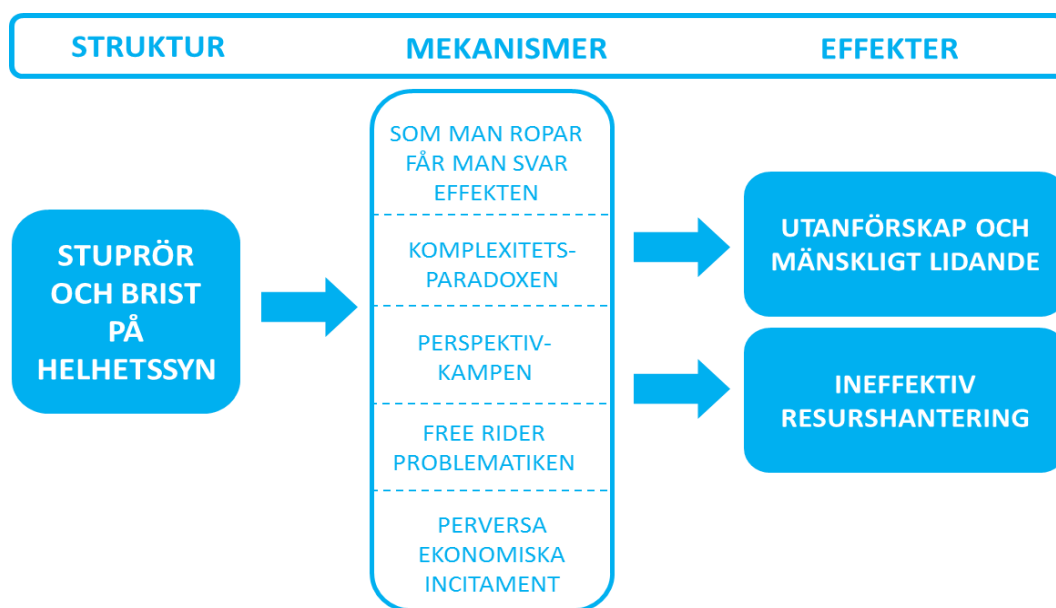 STRUKTUR
MEKANISMER
EFFEKTER
STUPRÖR
OCH BRIST
PÅ
HELHETSSYN
SOM MAN ROPAR
FÅR MAN SVAR
EFFEKTEN
KOMPLEXITETS-
PARADOXEN
PERSPEKTIV-
KAMPEN
FREE RIDER
PROBLEMATIKEN
PERVERSA
EKONOMISKA
INCITAMENT
UTANFÖRSKAP OCH
MÄNSKLIGT LIDANDE
INEFFEKTIV
RESURSHANTERING